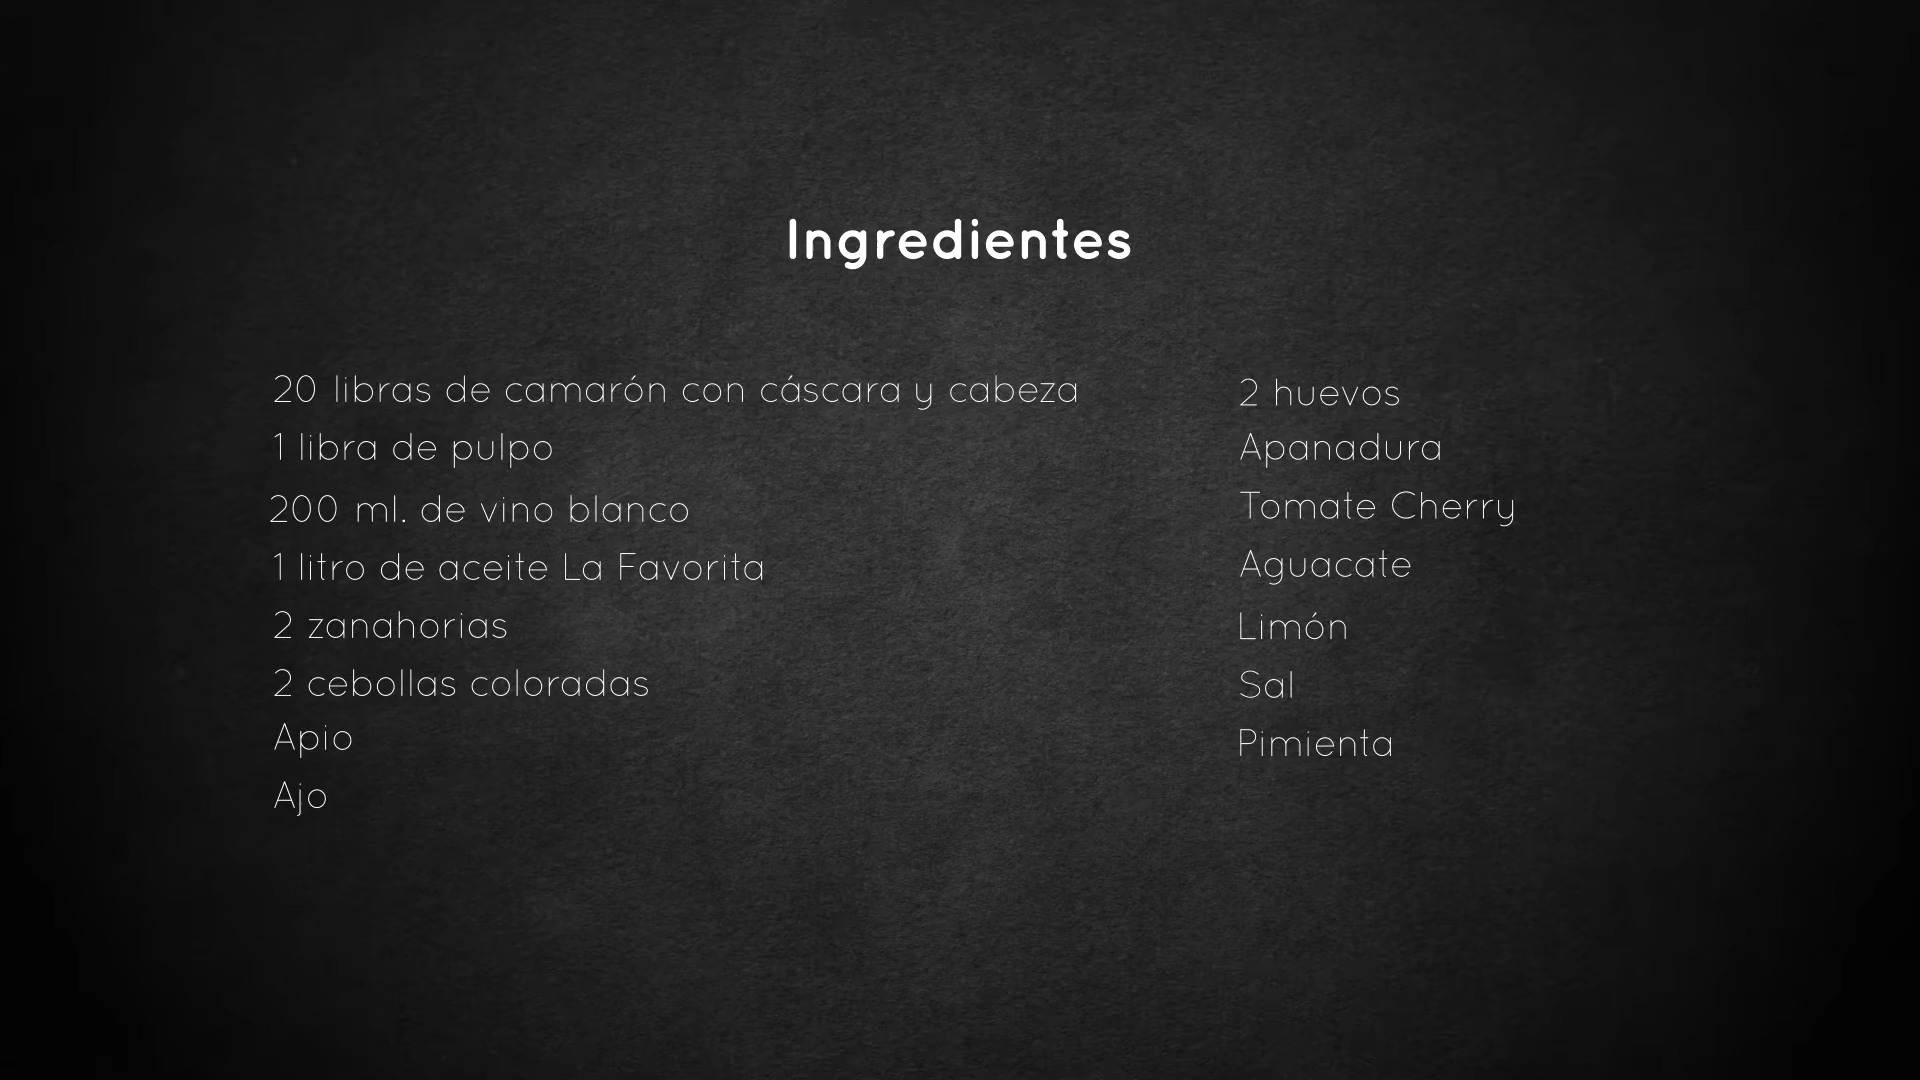 Ingredientes
20 libras de camarón con cáscara y cabeza
1 libra de pulpo
200 ml. de vino blanco
1 litro de aceite La Favorita
2 zanahorias
2 cebollas coloradas
Apio
Ajo
2 huevos
Apanadura
Tomate Cherry
Aguacate
Limón
Sal
Pimienta